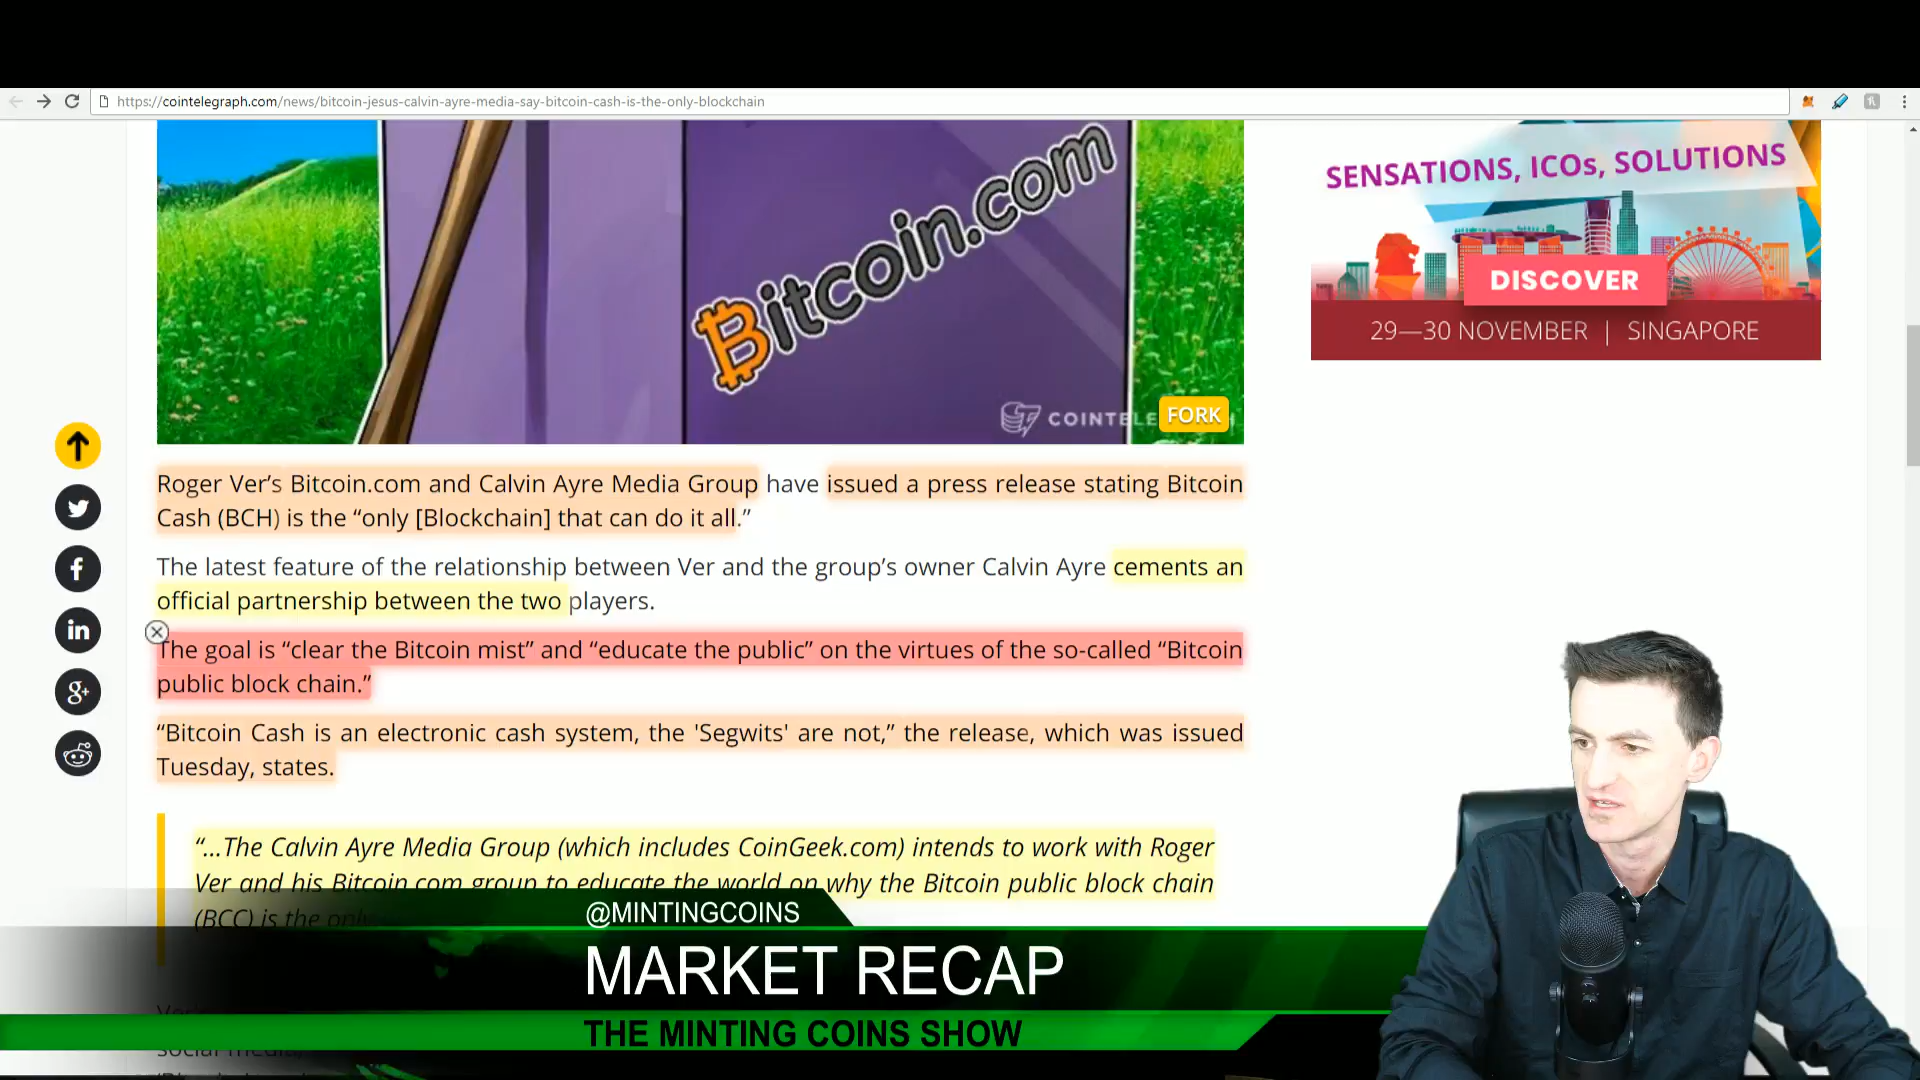 https://cointelegraph.com/news/bitcoin-jesus-calvin-ayre-media-say-bitcoin-cash-is-the-only-blockchain
Bitcoin.com
COINTELE
FORK
SENSATIONS, ICOs, SOLUTIONS
DISCOVER
29—30 NOVEMBER | SINGAPORE
Roger Ver’s Bitcoin.com and Calvin Ayre Media Group have issued a press release stating Bitcoin
Cash (BCH) is the “only [Blockchain] that can do it all.”
The latest feature of the relationship between Ver and the group’s owner Calvin Ayre cements an
official partnership between the two players.
The goal is “clear the Bitcoin mist” and “educate the public” on the virtues of the so-called “Bitcoin
public block chain.”
“Bitcoin Cash is an electronic cash system, the 'Segwits' are not,” the release, which was issued
Tuesday, states.
“…The Calvin Ayre Media Group (which includes CoinGeek.com) intends to work with Roger
Ver and his Bitcoin.com group to educate the world on why the Bitcoin public block chain
(BCC) is the only
@MINTINGCOINS
MARKET RECAP
THE MINTING COINS SHOW
social media,